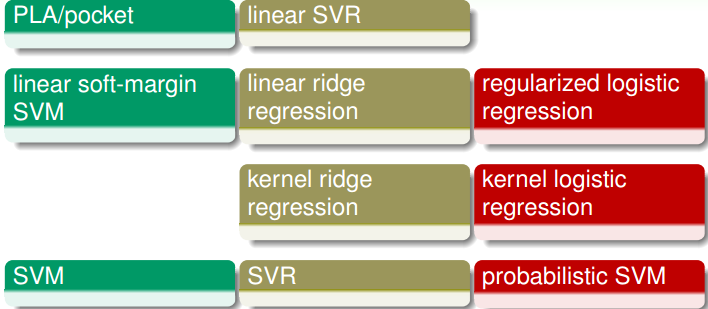 PLA/pocket
linear SVR
linear soft-margin
SVM
linear ridge
regression
regularized logistic
regression
kernel ridge
regression
kernel logistic
regression
SVM
SVR
probabilistic SVM